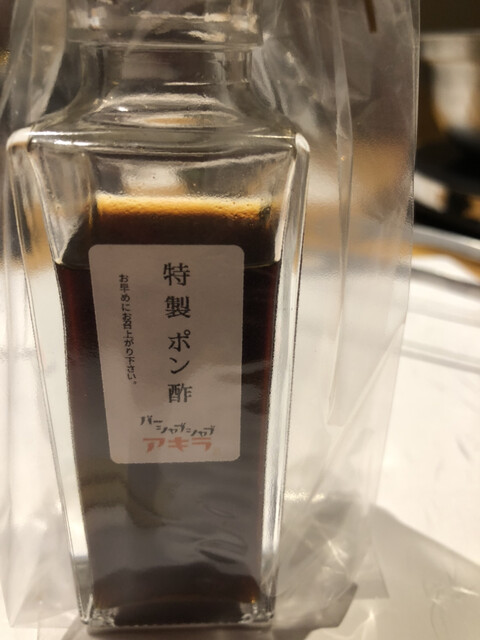 特製ポン酢
お早めにお召上がり下さい。
バーシャブシャブ
アキラ